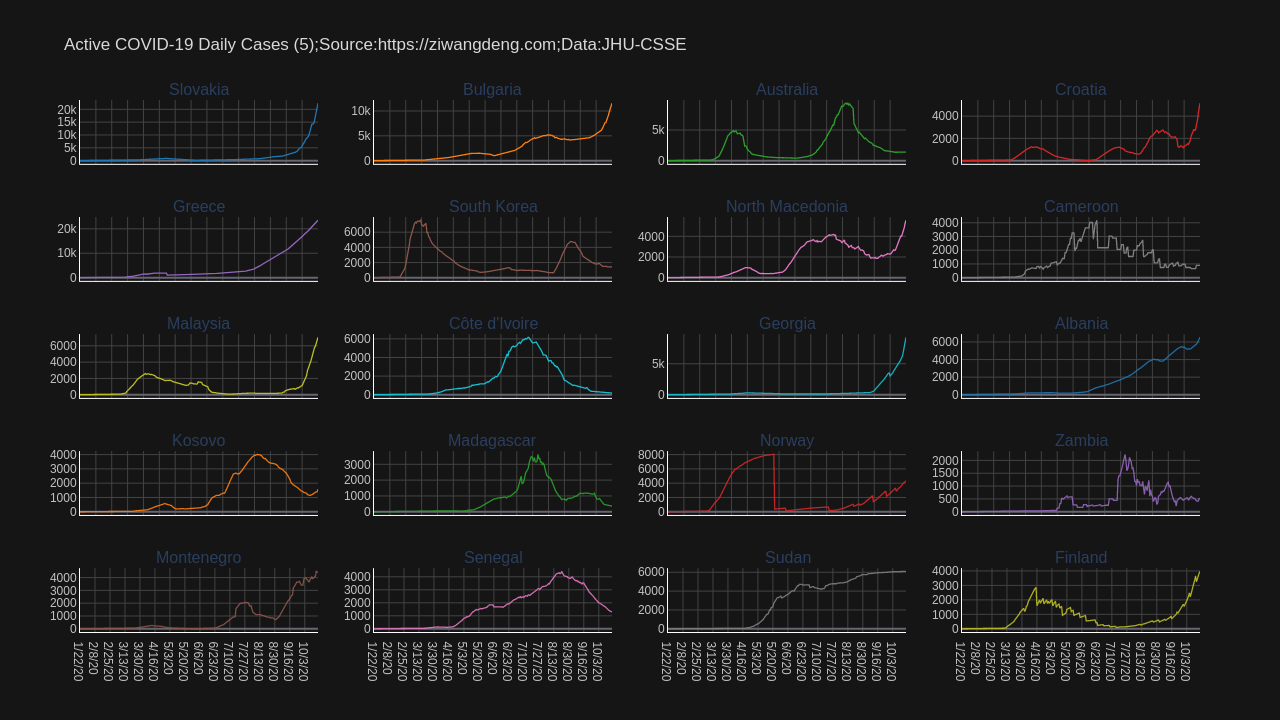 Active COVID-19 Daily Cases (5);Source:https://ziwangdeng.com;Data:JHU-CSSE
Slovakia Bulgaria Australia Croatia
20k 15k 10k 5k 0 10k 5k 0 5k 0 4000 2000 0
Greece South Korea North Macedonia Cameroon
20k 10k 0 6000 4000 2000 4000 2000 0 4000 3000 2000 1000 0
Malaysia Côte d'Ivoire Georgia Albania
6000 4000 2000 0 6000 4000 2000 0 5k 0 6000 4000 2000 0
Kosovo Madagascar Norway Zambia
4000 3000 2000 1000 0 3000 2000 1000 0 8000 6000 4000 2000 0 2000 1500 1000 500 0
Montenegro Senegal Sudan Finland
4000 3000 2000 1000 0 4000 3000 2000 1000 0 6000 4000 2000 0 4000 3000 2000 1000 0
1/22/20 2/8/20 2/25/20 3/13/20 3/30/20 4/16/20 5/3/20 5/20/20 6/6/20 6/23/20 7/10/20 7/27/20 8/13/20 8/30/20 9/16/20 10/3/20 1/22/20 2/8/20 2/25/20 3/13/20 3/30/20 4/16/20 5/3/20 5/20/20 6/6/20 6/23/20 7/10/20 7/27/20 8/13/20 8/30/20 9/16/20 10/3/20 1/22/20 2/8/20 2/25/20 3/13/20 3/30/20 4/16/20 5/3/20 5/20/20 6/6/20 6/23/20 7/10/20 7/27/20 8/13/20 8/30/20 9/16/20 10/3/20 1/22/20 2/8/20 2/25/20 3/13/20 3/30/20 4/16/20 5/3/20 5/20/20 6/6/20 6/23/20 7/10/20 7/27/20 8/13/20 8/30/20 9/16/20 10/3/20